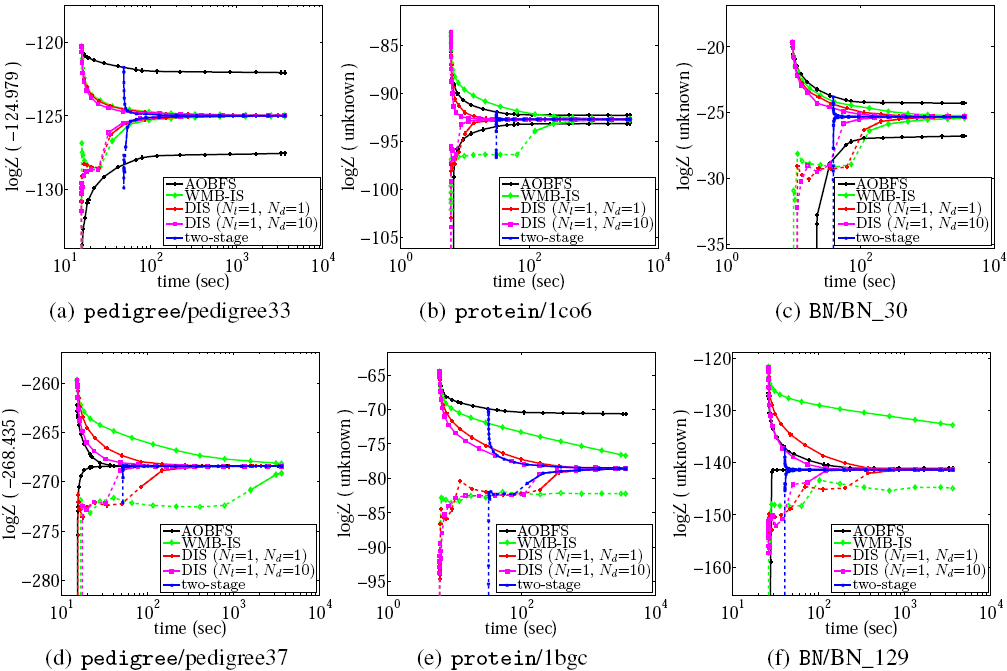 −120
−125
−130
logZ ( −124.979 )
10^1 10^2 10^3 10^4
time (sec)
AOBFS
WMB-IS
DIS (N_l=1, N_d=1)
DIS (N_l=1, N_d=10)
two-stage
(a) pedigree/pedigree33
−85
−90
−95
−100
−105
logZ ( unknown )
10^0 10^2 10^4
time (sec)
AOBFS
WMB-IS
DIS (N_l=1, N_d=1)
DIS (N_l=1, N_d=10)
two-stage
(b) protein/1co6
−20
−25
−30
−35
logZ ( unknown )
10^0 10^2 10^4
time (sec)
AOBFS
WMB-IS
DIS (N_l=1, N_d=1)
DIS (N_l=1, N_d=10)
two-stage
(c) BN/BN_30
−260
−265
−270
−275
−280
logZ ( −268.435 )
10^1 10^2 10^3 10^4
time (sec)
AOBFS
WMB-IS
DIS (N_l=1, N_d=1)
DIS (N_l=1, N_d=10)
two-stage
(d) pedigree/pedigree37
−65
−70
−75
−80
−85
−90
−95
logZ ( unknown )
10^0 10^2 10^4
time (sec)
AOBFS
WMB-IS
DIS (N_l=1, N_d=1)
DIS (N_l=1, N_d=10)
two-stage
(e) protein/1bgc
−120
−130
−140
−150
−160
logZ ( unknown )
10^1 10^2 10^3 10^4
time (sec)
AOBFS
WMB-IS
DIS (N_l=1, N_d=1)
DIS (N_l=1, N_d=10)
two-stage
(f) BN/BN_129